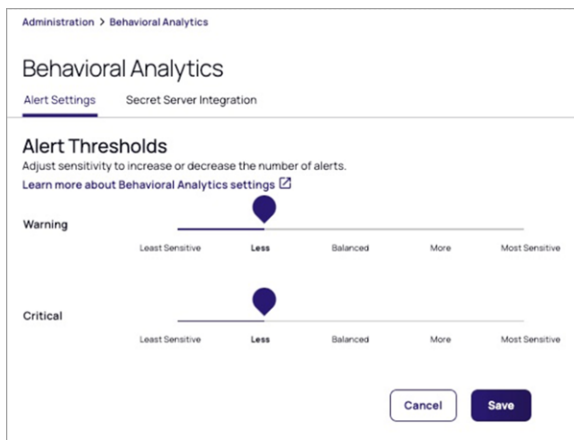 Administration > Behavioral Analytics
Behavioral Analytics
Alert Settings Secret Server Integration
Alert Thresholds
Adjust sensitivity to increase or decrease the number of alerts.
Learn more about Behavioral Analytics settings
Warning
Least Sensitive Less Balanced More Most Sensitive
Critical
Least Sensitive Less Balanced More Most Sensitive
Cancel Save